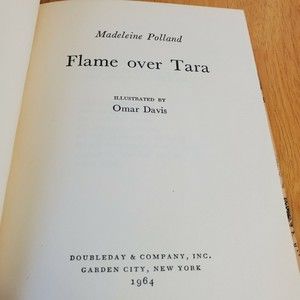 Madeleine Polland
Flame over Tara
ILLUSTRATED BY
Omar Davis
DOUBLEDAY & COMPANY, INC.
GARDEN CITY, NEW YORK
1964